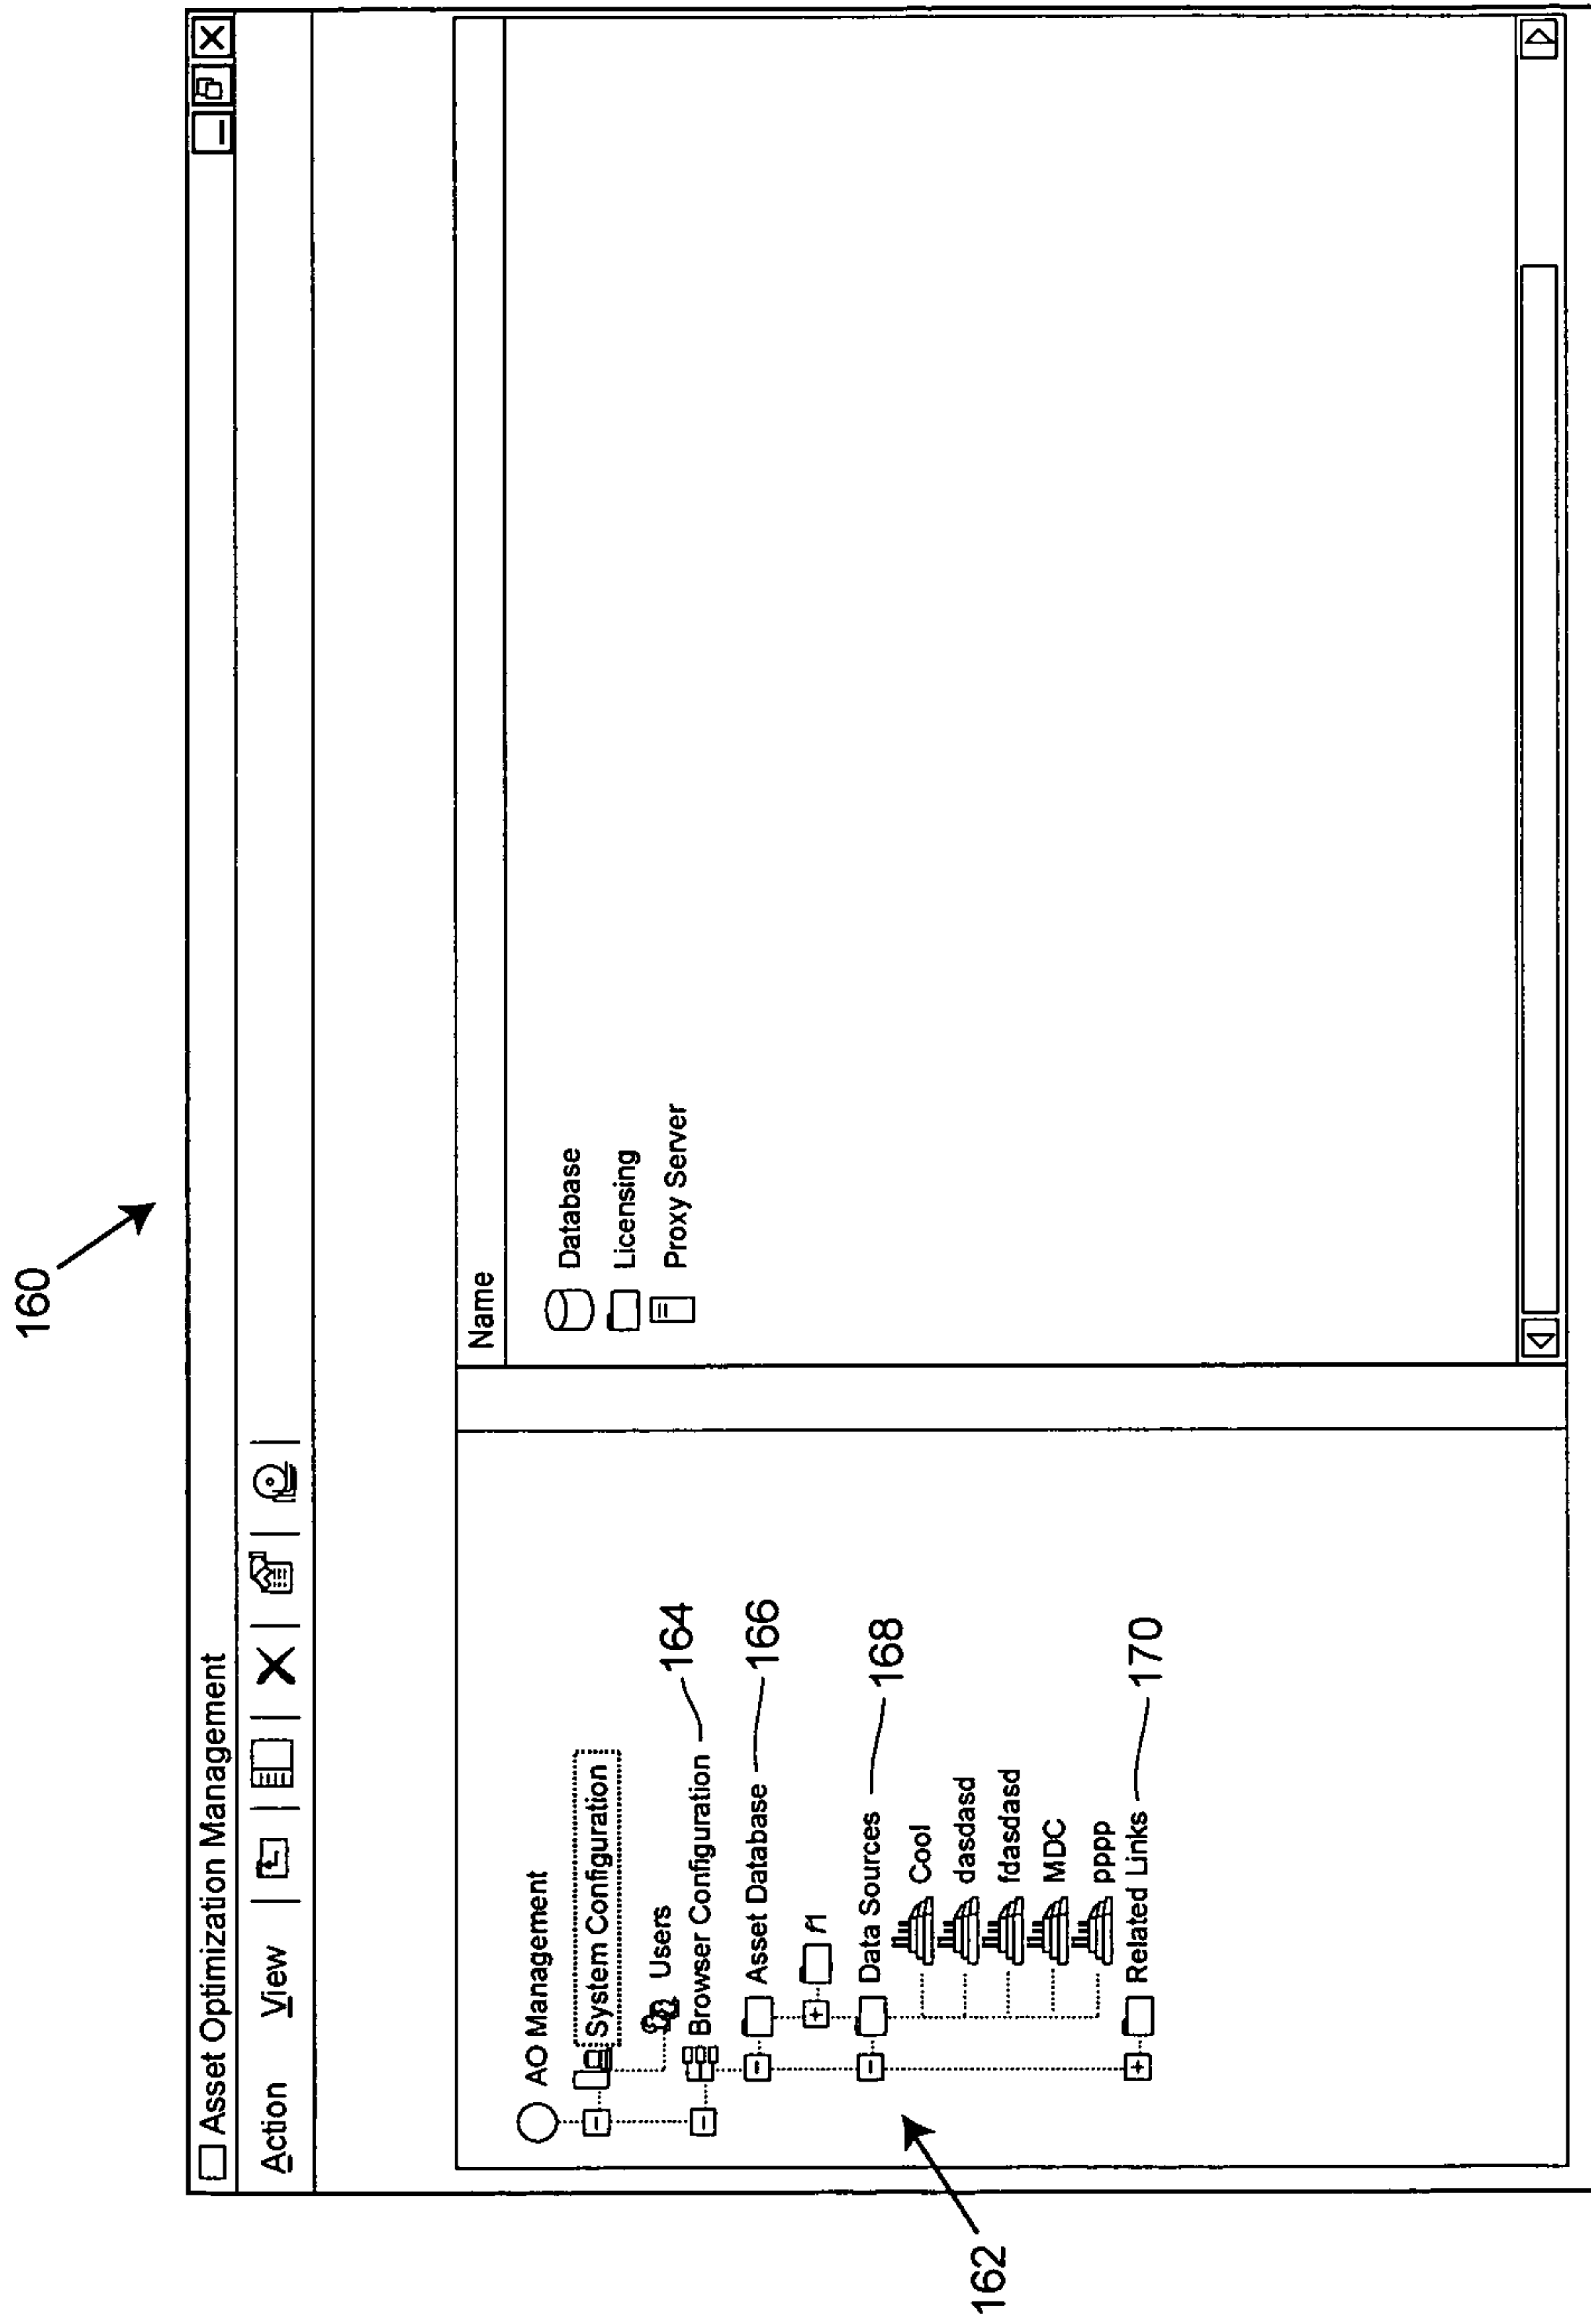 160
Asset Optimization Management
Action View
AO Management
System Configuration
Users
Browser Configuration 164
Asset Database 166
f1
Data Sources 168
Cool
dasdasd
fdasdasd
MDC
pppp
Related Links 170
162
Name
Database
Licensing
Proxy Server